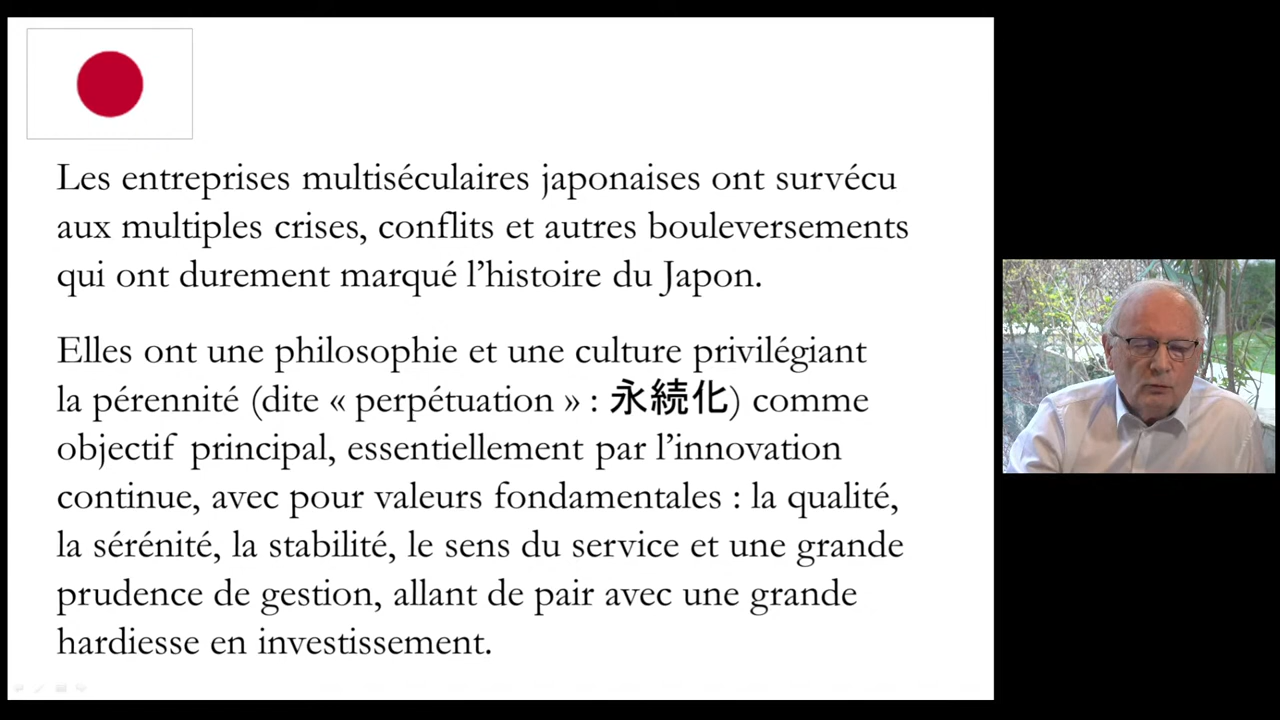 Les entreprises multiséculaires japonaises ont survécu
aux multiples crises, conflits et autres bouleversements
qui ont durement marqué l’histoire du Japon.
Elles ont une philosophie et une culture privilégiant
la pérennité (dite « perpétuation » : 永続化) comme
objectif principal, essentiellement par l’innovation
continue, avec pour valeurs fondamentales : la qualité,
la sérénité, la stabilité, le sens du service et une grande
prudence de gestion, allant de pair avec une grande
hardiesse en investissement.